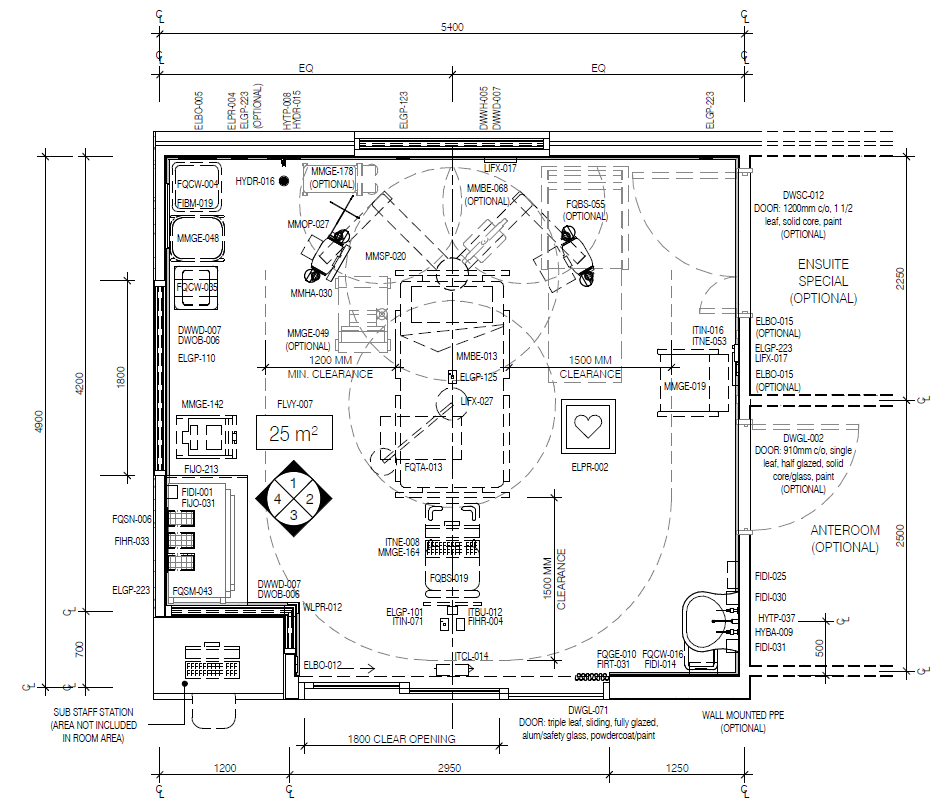 5400
EQ
EQ
ELBO-005
ELPR-004
ELGP-223
(OPTIONAL)
HYTP-008
HYDR-015
ELGP-123
DWWH-005
DWWD-007
ELGP-223
FQCW-004
FIBM-019
HYDR-016
MMGE-178
(OPTIONAL)
LIFX-017
MMBE-068
(OPTIONAL)
FQBS-055
(OPTIONAL)
DWSC-012
DOOR: 1200mm c/o, 1 1/2
leaf, solid core, paint
(OPTIONAL)
MMOP-027
MMGE-048
MMSP-020
ENSUITE
SPECIAL
(OPTIONAL)
2250
FQCW-035
MMHA-030
DWWD-007
DWOB-006
ELGP-110
MMGE-049
(OPTIONAL)
1200 MM
MIN. CLEARANCE
MMBE-013
ELGP-125
1500 MM
CLEARANCE
ITIN-016
ITNE-053
MMGE-019
ELBO-015
(OPTIONAL)
ELGP-223
LIFX-017
ELBO-015
(OPTIONAL)
4900
4200
1800
MMGE-142
FLVY-007
LIFX-027
25 m²
ELPR-002
DWGL-002
DOOR: 910mm c/o, single
leaf, half glazed, solid
core/glass, paint
(OPTIONAL)
FIJO-213
FQTA-013
1
4 2
3
FIDI-001
FIJO-031
FQSN-006
FIHR-033
ITNE-008
MMGE-164
ANTEROOM
(OPTIONAL)
2500
FQBS-019
1500 MM
CLEARANCE
ELGP-223
FQSM-043
DWWD-007
DWOB-006
WLPR-012
ELGP-101
ITIN-071
ITBU-012
FIHR-004
FIDI-025
FIDI-030
HYTP-037
HYBA-009
FIDI-031
500
700
ELBO-012
ITCL-014
FQGE-010
FIRT-031
FQCW-016
FIDI-014
SUB STAFF STATION
(AREA NOT INCLUDED
IN ROOM AREA)
DWGL-071
DOOR: triple leaf, sliding, fully glazed,
alum/safety glass, powdercoat/paint
WALL MOUNTED PPE
(OPTIONAL)
1800 CLEAR OPENING
1200
2950
1250